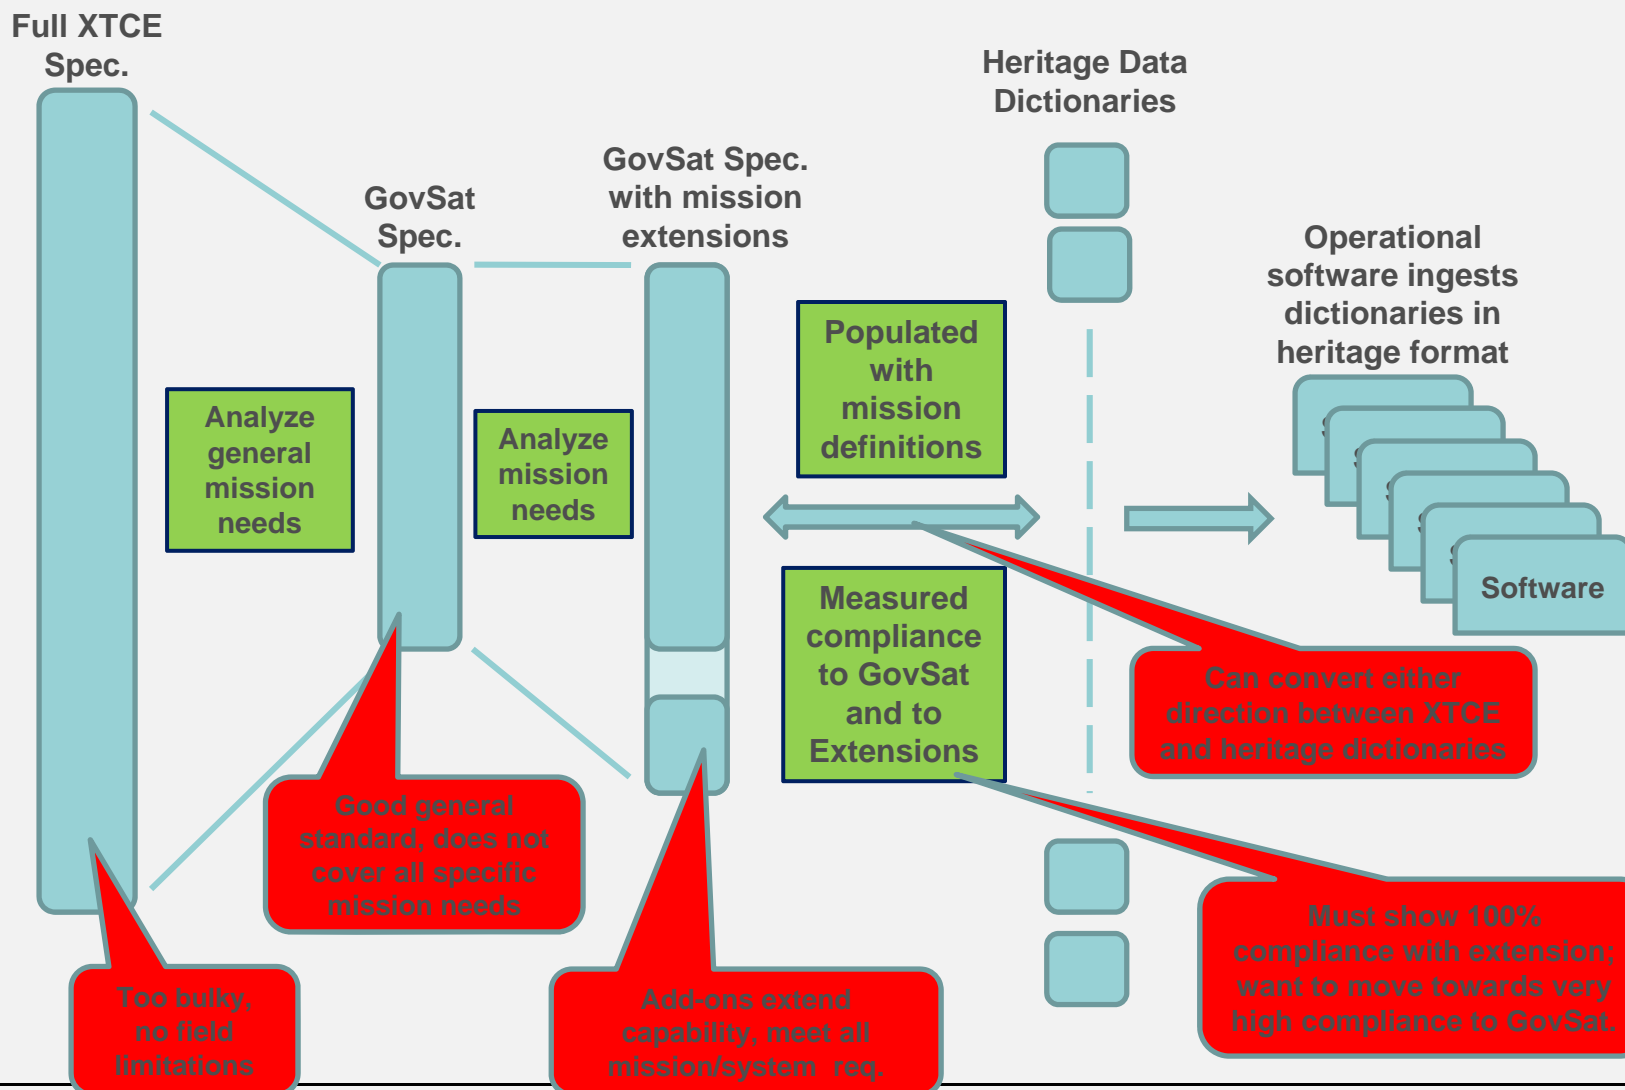 Full XTCE
Spec.
GovSat
Spec.
GovSat Spec.
with mission
extensions
Heritage Data
Dictionaries
Operational
software ingests
dictionaries in
heritage format
Analyze
general
mission
needs
Analyze
mission
needs
Populated
with
mission
definitions
Measured
compliance
to GovSat
and to
Extensions
S
S
S
S
S
Software
Can convert either
direction between XTCE
and heritage dictionaries
Good general
standard, does not
cover all specific
mission needs
Too bulky,
no field
limitations
Add-ons extend
capability, meet all
mission/system req.
Must show 100%
compliance with extension;
want to move towards very
high compliance to GovSat.